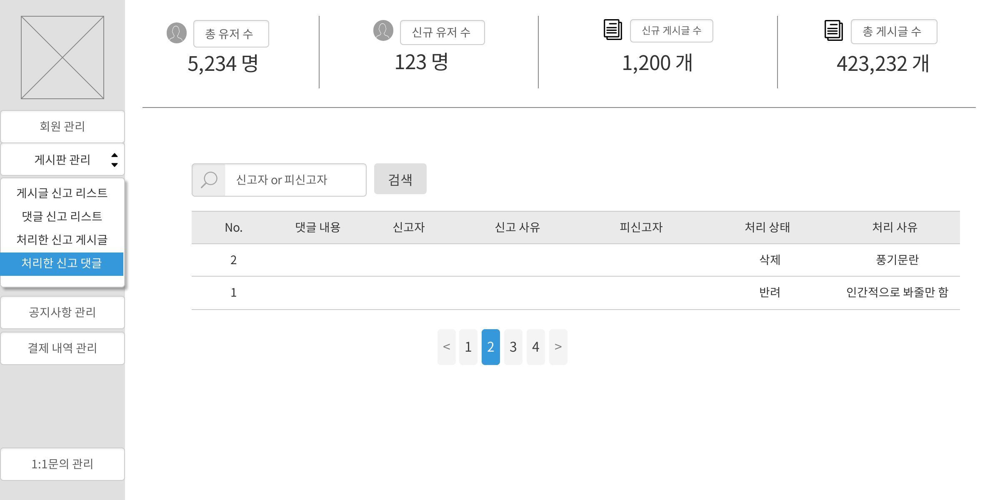 총 유저 수
5,234 명
신규 유저 수
123 명
신규 게시글 수
1,200 개
총 게시글 수
423,232 개
회원 관리
게시판 관리
게시글 신고 리스트
댓글 신고 리스트
처리한 신고 게시글
처리한 신고 댓글
공지사항 관리
결제 내역 관리
1:1문의 관리
신고자 or 피신고자
검색
No. 댓글 내용 신고자 신고 사유 피신고자 처리 상태 처리 사유
2 삭제 풍기문란
1 반려 인간적으로 봐줄만 함
< 1 2 3 4 >